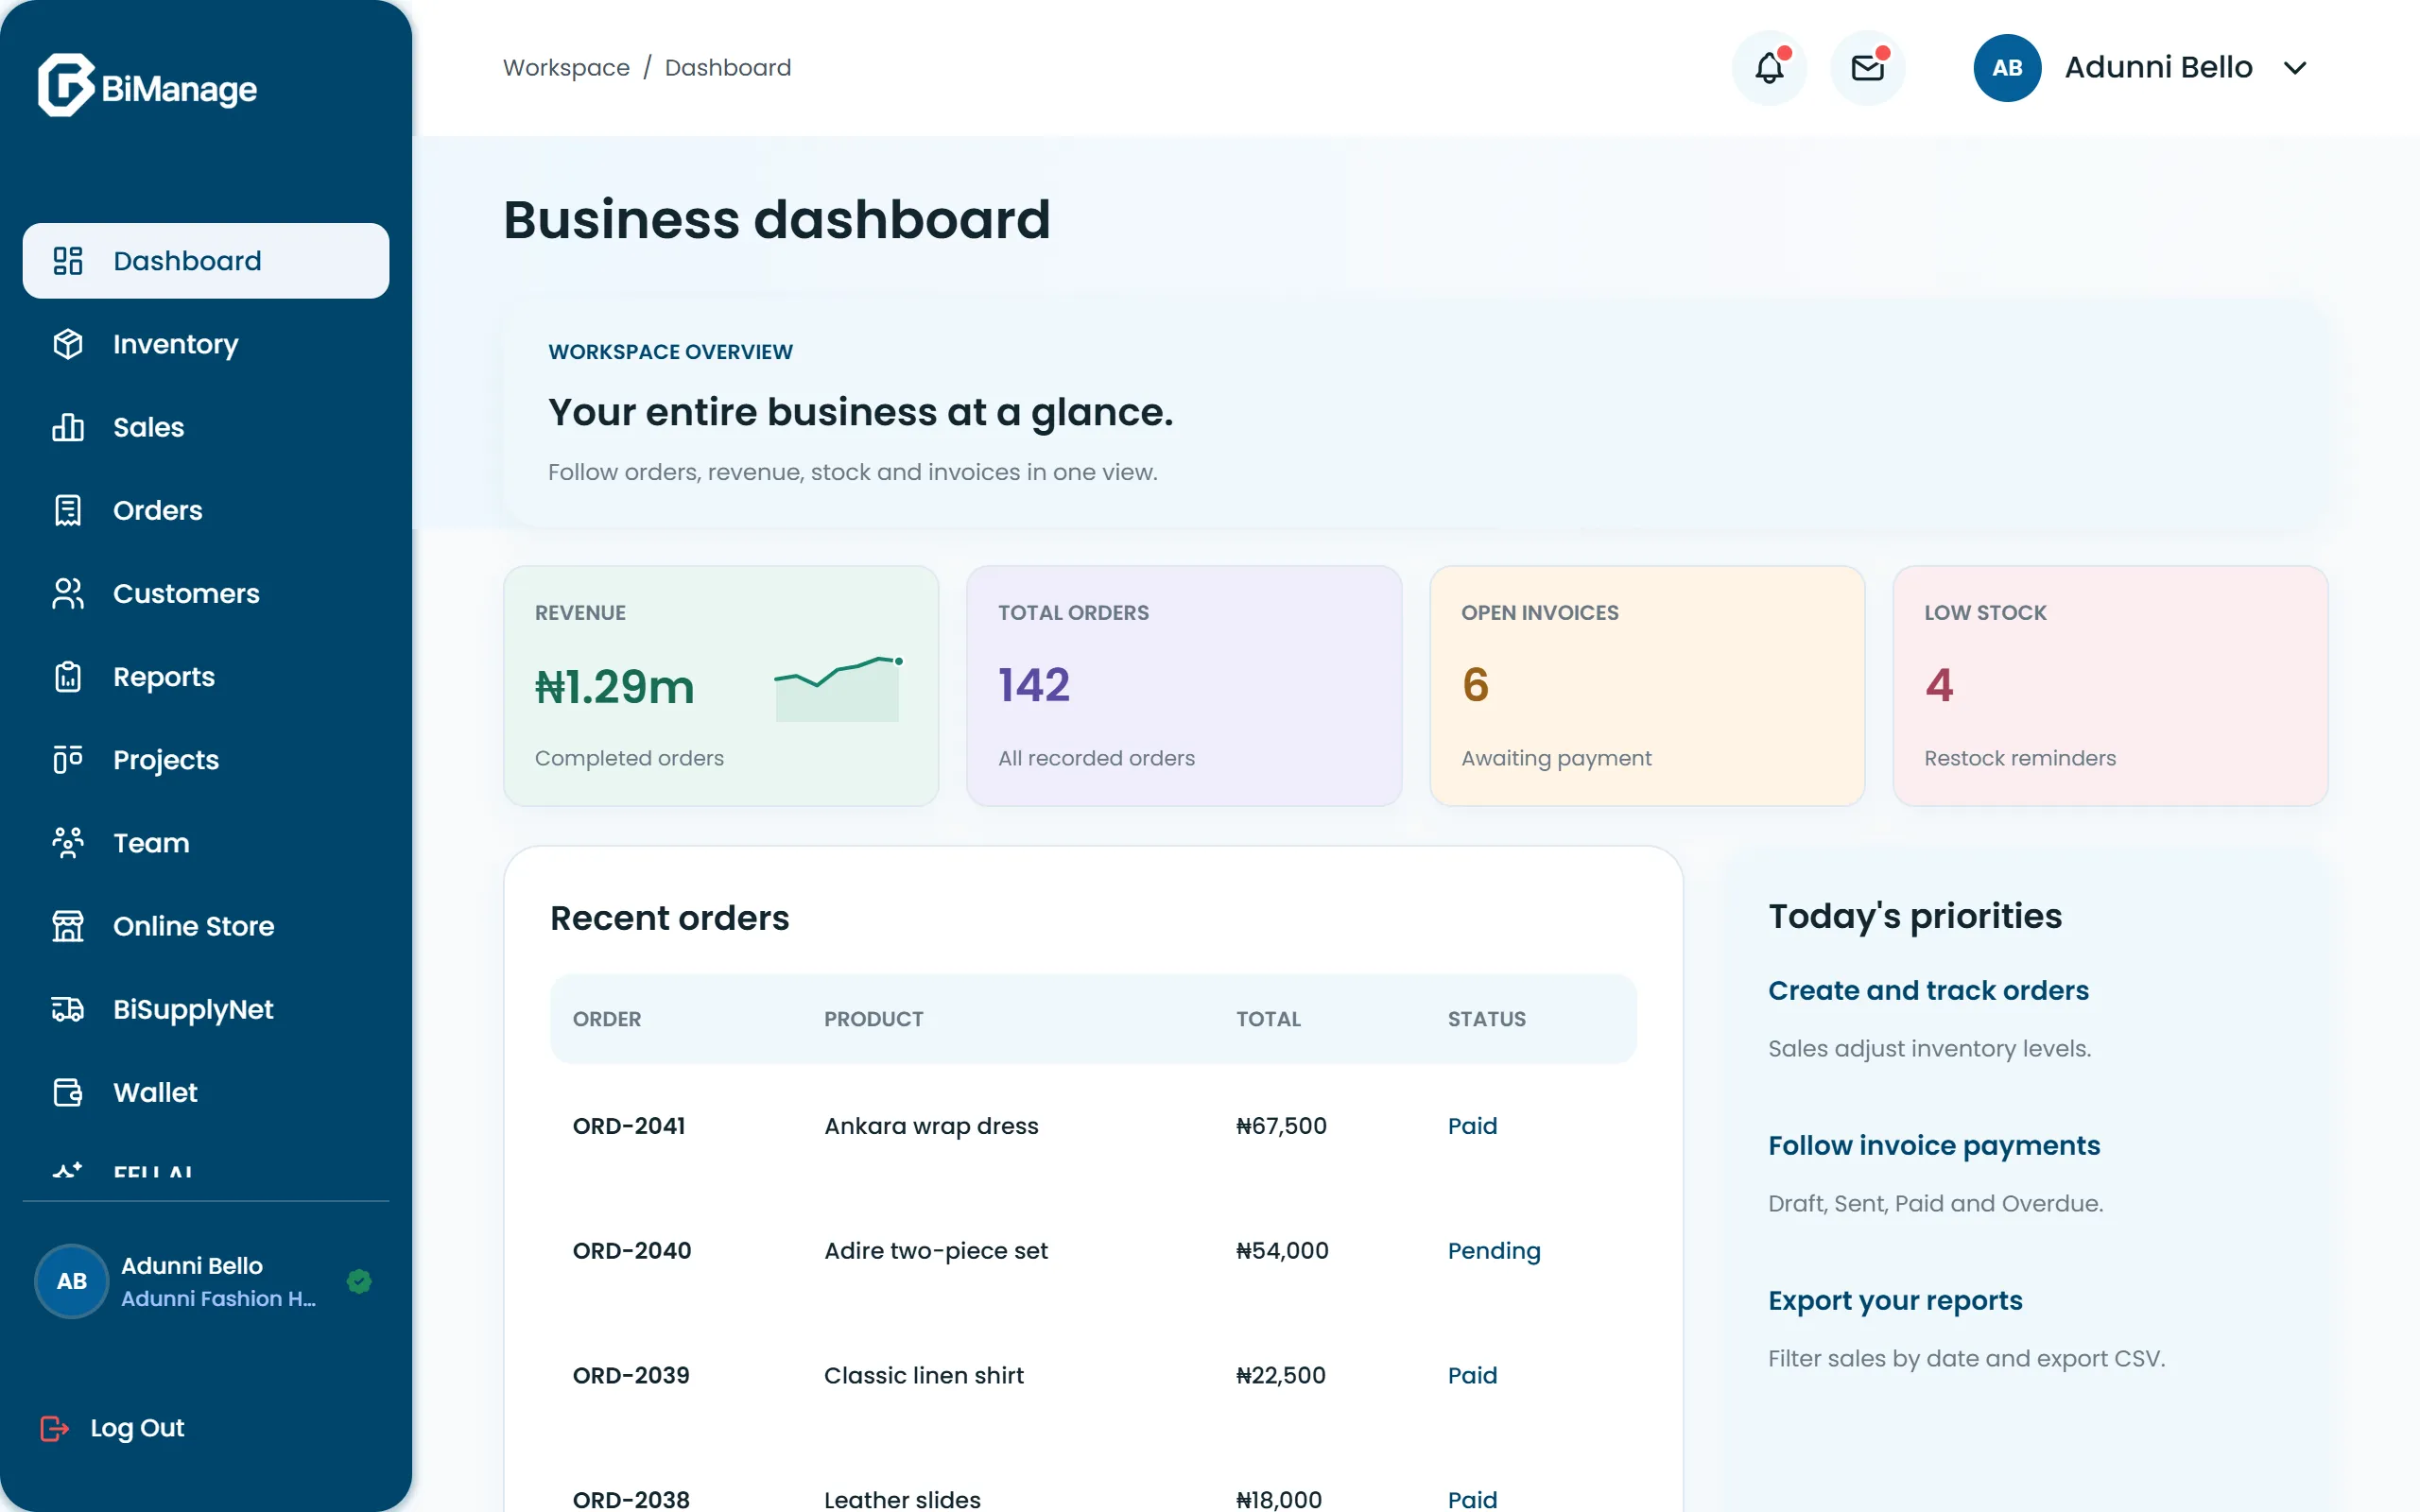 BiManage
Dashboard
Inventory
Sales
Orders
Customers
Reports
Projects
Team
Online Store
BiSupplyNet
Wallet
AB
Adunni Bello
Adunni Fashion H...
Log Out
Workspace / Dashboard
AB
Adunni Bello
Business dashboard
WORKSPACE OVERVIEW
Your entire business at a glance.
Follow orders, revenue, stock and invoices in one view.
REVENUE
₦1.29m
Completed orders
TOTAL ORDERS
142
All recorded orders
OPEN INVOICES
6
Awaiting payment
LOW STOCK
4
Restock reminders
Recent orders
ORDER PRODUCT TOTAL STATUS
ORD-2041 Ankara wrap dress ₦67,500 Paid
ORD-2040 Adire two-piece set ₦54,000 Pending
ORD-2039 Classic linen shirt ₦22,500 Paid
ORD-2038 Leather slides ₦18,000 Paid
Today's priorities
Create and track orders
Sales adjust inventory levels.
Follow invoice payments
Draft, Sent, Paid and Overdue.
Export your reports
Filter sales by date and export CSV.